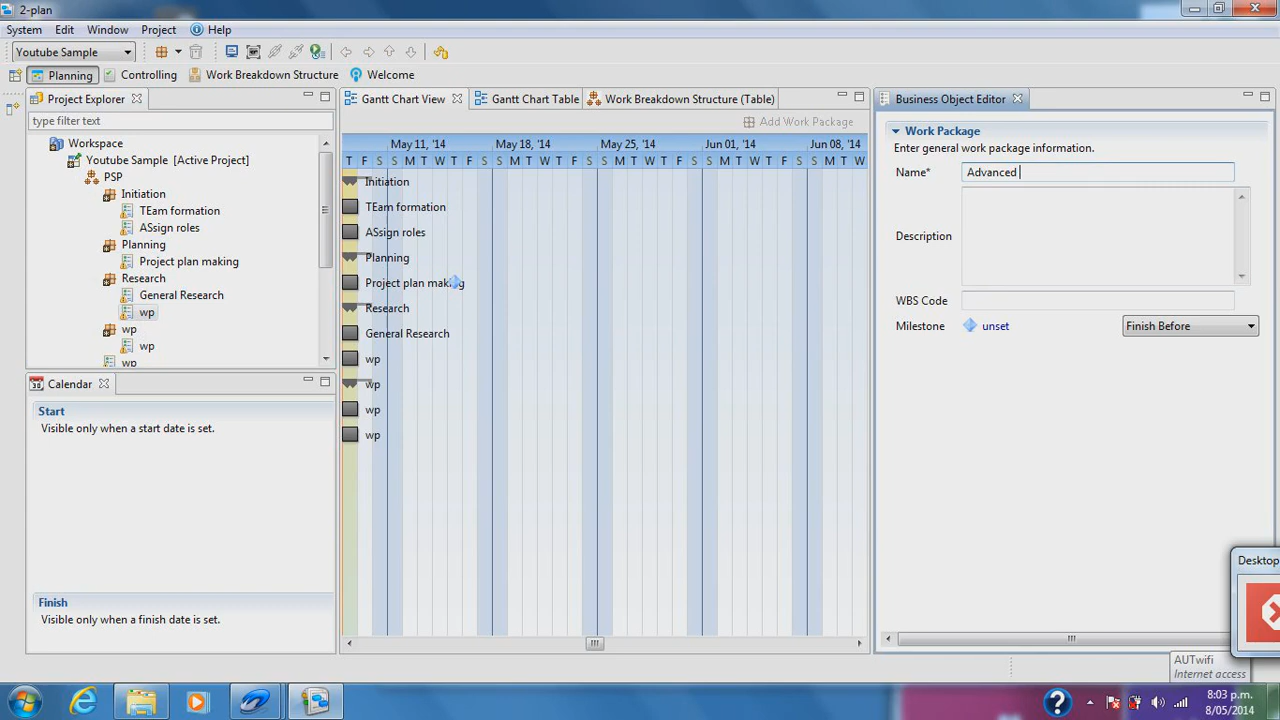 2-plan
System Edit Window Project Help
Youtube Sample
Planning Controlling Work Breakdown Structure Welcome
Project Explorer
type filter text
Workspace
Youtube Sample [Active Project]
PSP
Initiation
TEam formation
ASsign roles
Planning
Project plan making
Research
General Research
wp
wp
wp
wp
Calendar
Start
Visible only when a start date is set.
Finish
Visible only when a finish date is set.
Gantt Chart View Gantt Chart Table Work Breakdown Structure (Table)
Add Work Package
May 11, '14 May 18, '14 May 25, '14 Jun 01, '14 Jun 08, '14
T F S S M T W T F S S M T W T F S S M T W T F S S M T W T F S S M T W
Initiation
TEam formation
ASsign roles
Planning
Project plan making
Research
General Research
wp
wp
wp
wp
Business Object Editor
Work Package
Enter general work package information.
Name* Advanced
Description
WBS Code
Milestone unset Finish Before
Desktop
AUTwifi
Internet access
8:03 p.m.
8/05/2014